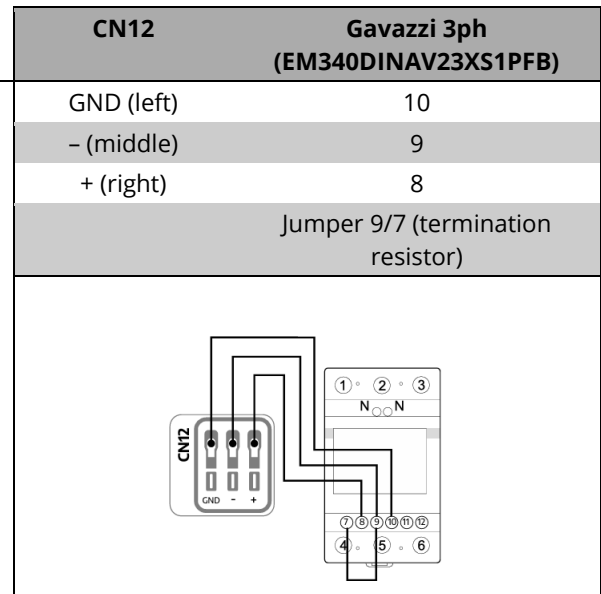 CN12
Gavazzi 3ph
(EM340DINAV23XS1PFB)
GND (left)
10
– (middle)
9
+ (right)
8
Jumper 9/7 (termination
resistor)
1 2 3
N N
CN12
GND - +
7 8 9 10 11 12
4 5 6